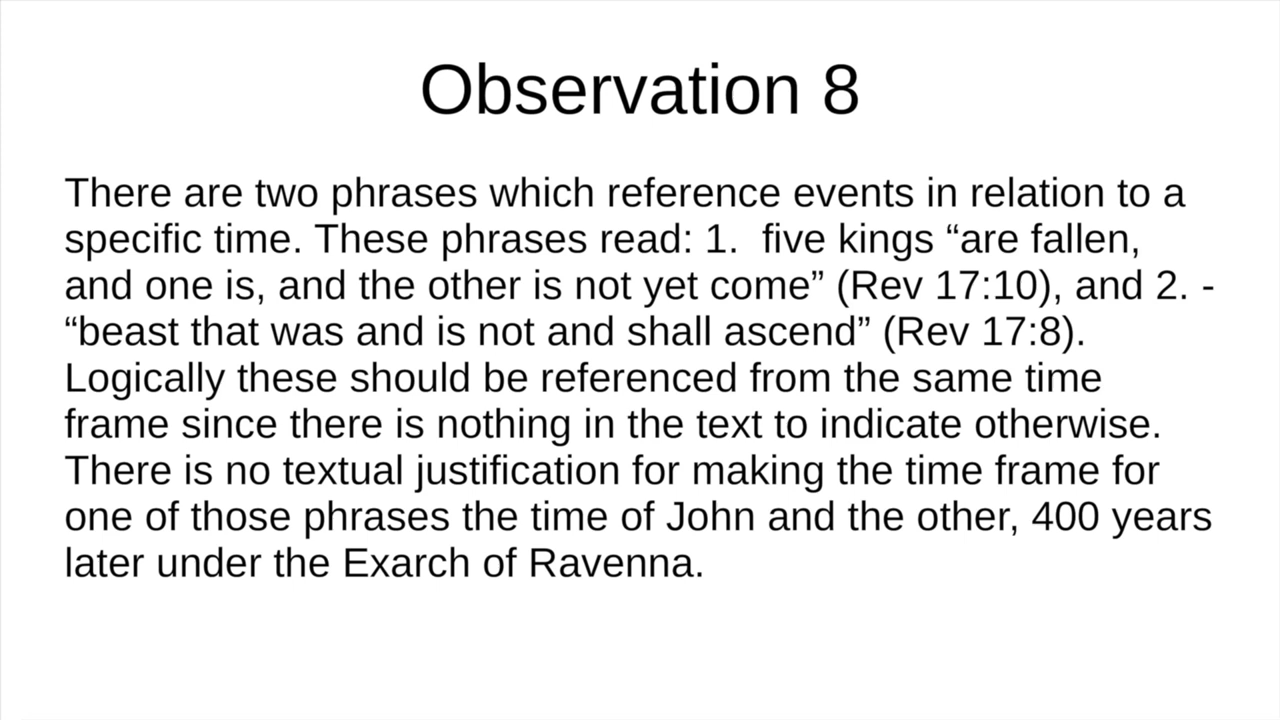 Observation 8
There are two phrases which reference events in relation to a
specific time. These phrases read: 1.  five kings “are fallen,
and one is, and the other is not yet come” (Rev 17:10), and 2. -
“beast that was and is not and shall ascend” (Rev 17:8).
Logically these should be referenced from the same time
frame since there is nothing in the text to indicate otherwise.
There is no textual justification for making the time frame for
one of those phrases the time of John and the other, 400 years
later under the Exarch of Ravenna.